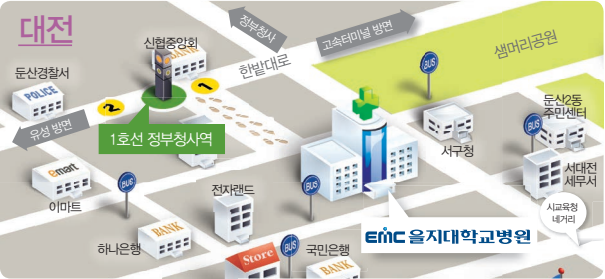 대전
정부청사
고속터미널 방면
신협중앙회
BANK
한밭대로
샘머리공원
둔산경찰서
POLICE
2
1
BUS
유성 방면
1호선 정부청사역
둔산2동
주민센터
서구청
BUS
서대전
세무서
emart
이마트
BUS
전자랜드
BUS
시교육청
네거리
EMC 을지대학교병원
하나은행
BANK
Store
BUS
국민은행
BANK
BUS